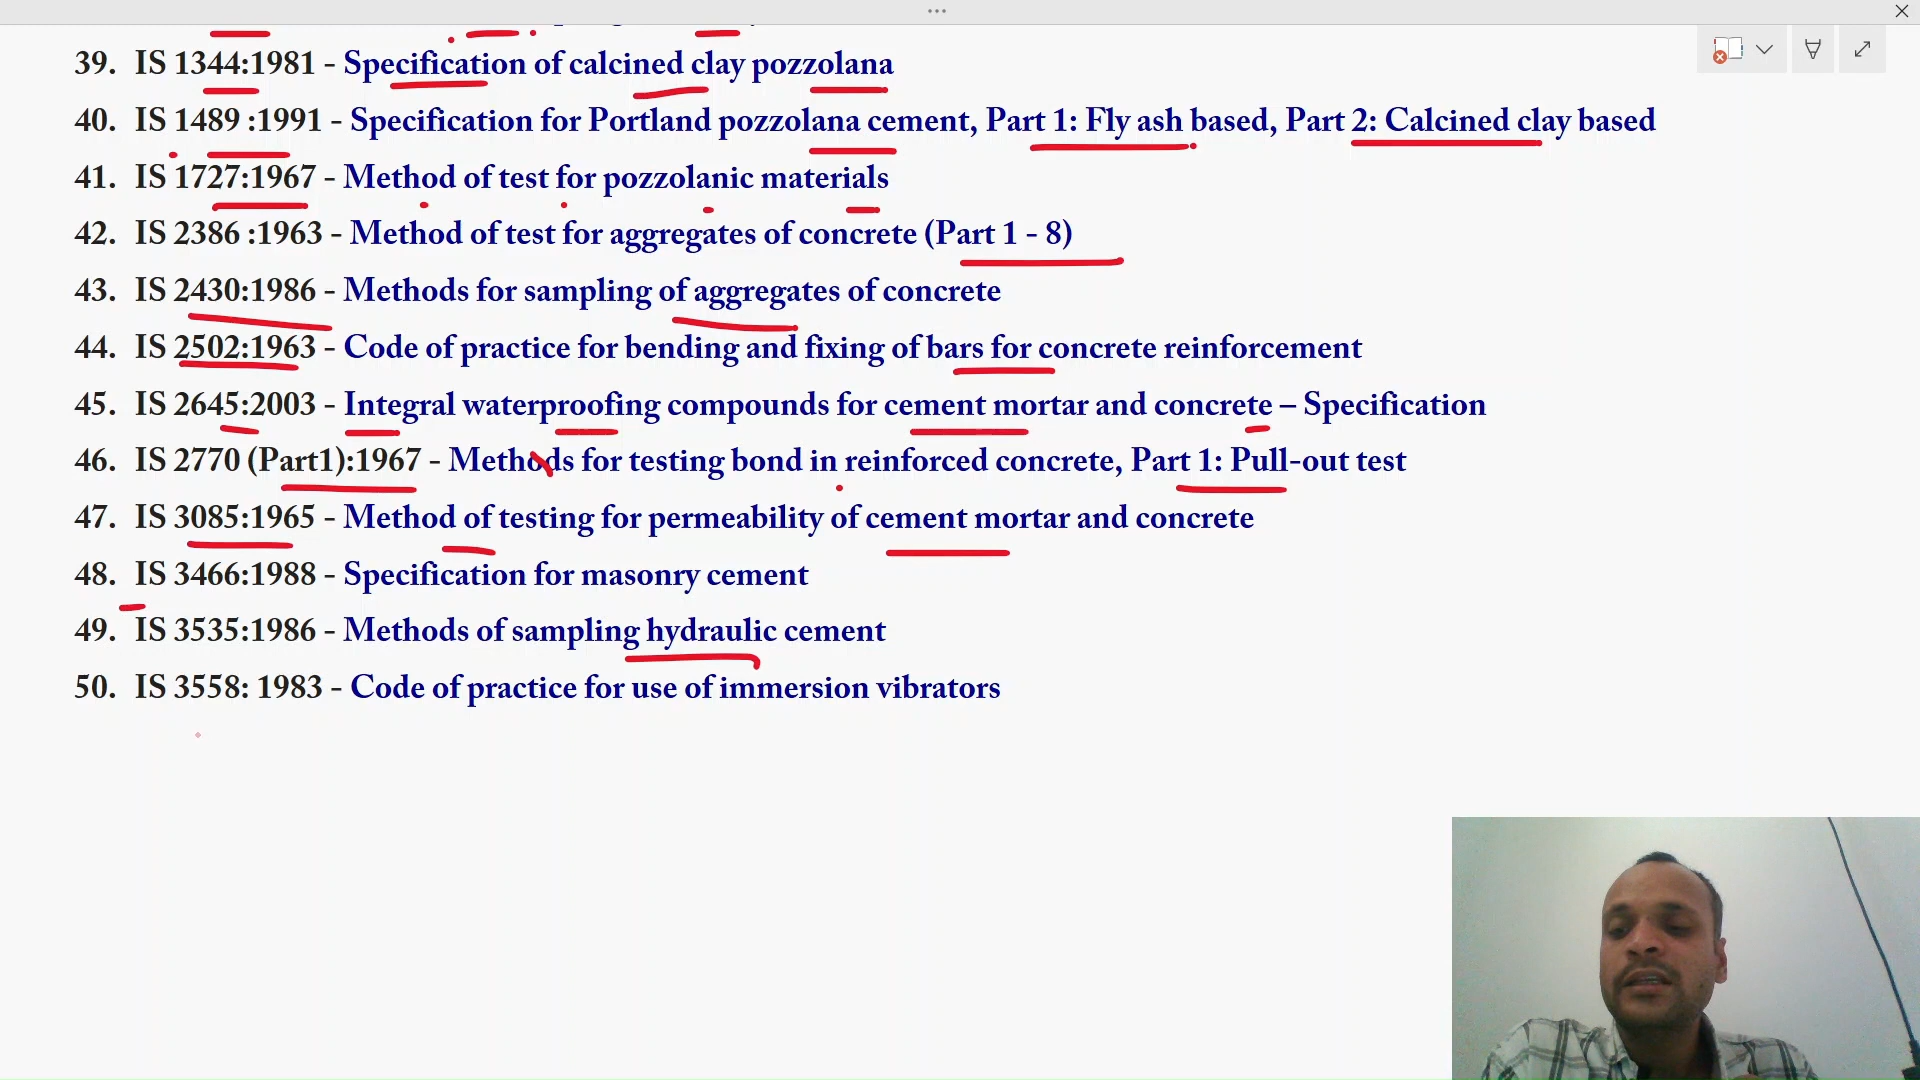 39. IS 1344:1981 - Specification of calcined clay pozzolana
40. IS 1489 :1991 - Specification for Portland pozzolana cement, Part 1: Fly ash based, Part 2: Calcined clay based
41. IS 1727:1967 - Method of test for pozzolanic materials
42. IS 2386 :1963 - Method of test for aggregates of concrete (Part 1 - 8)
43. IS 2430:1986 - Methods for sampling of aggregates of concrete
44. IS 2502:1963 - Code of practice for bending and fixing of bars for concrete reinforcement
45. IS 2645:2003 - Integral waterproofing compounds for cement mortar and concrete – Specification
46. IS 2770 (Part1):1967 - Methods for testing bond in reinforced concrete, Part 1: Pull-out test
47. IS 3085:1965 - Method of testing for permeability of cement mortar and concrete
48. IS 3466:1988 - Specification for masonry cement
49. IS 3535:1986 - Methods of sampling hydraulic cement
50. IS 3558: 1983 - Code of practice for use of immersion vibrators